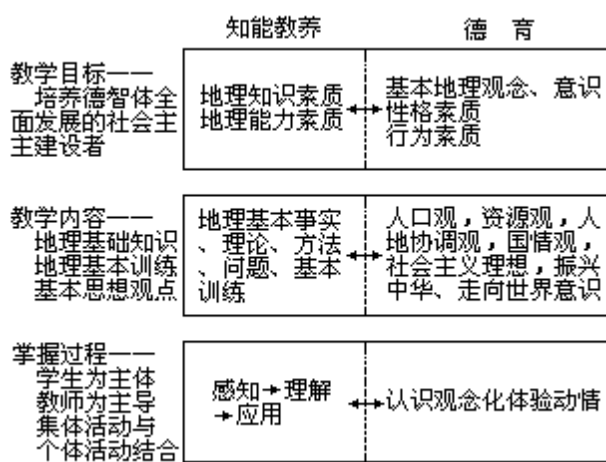 知能教养
德 育
教学目标——
培养德智体全
面发展的社会主
主建设者
地理知识素质
地理能力素质
基本地理观念、意识
性格素质
行为素质
教学内容——
地理基础知识
地理基本训练
基本思想观点
地理基本事实
、理论、方法
、问题、基本
训练
人口观，资源观，人
地协调观，国情观，
社会主义理想，振兴
中华、走向世界意识
掌握过程——
学生为主体
教师为主导
集体活动与
个体活动结合
感知→理解
→应用
认识观念化体验动情